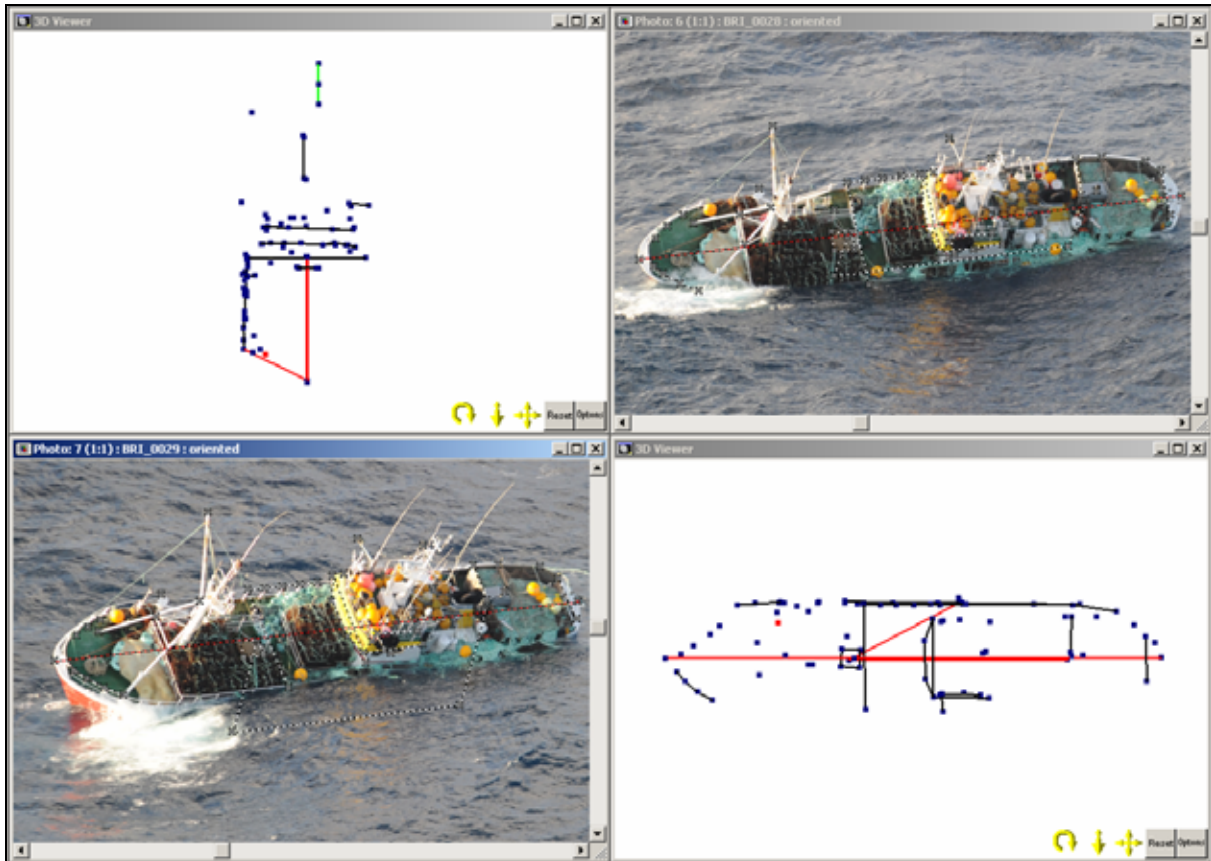 3D Viewer
Photo: 6 (1:1) : BRI_0028 : oriented
Reset
Options
Photo: 7 (1:1) : BRI_0029 : oriented
3D Viewer
Reset
Options